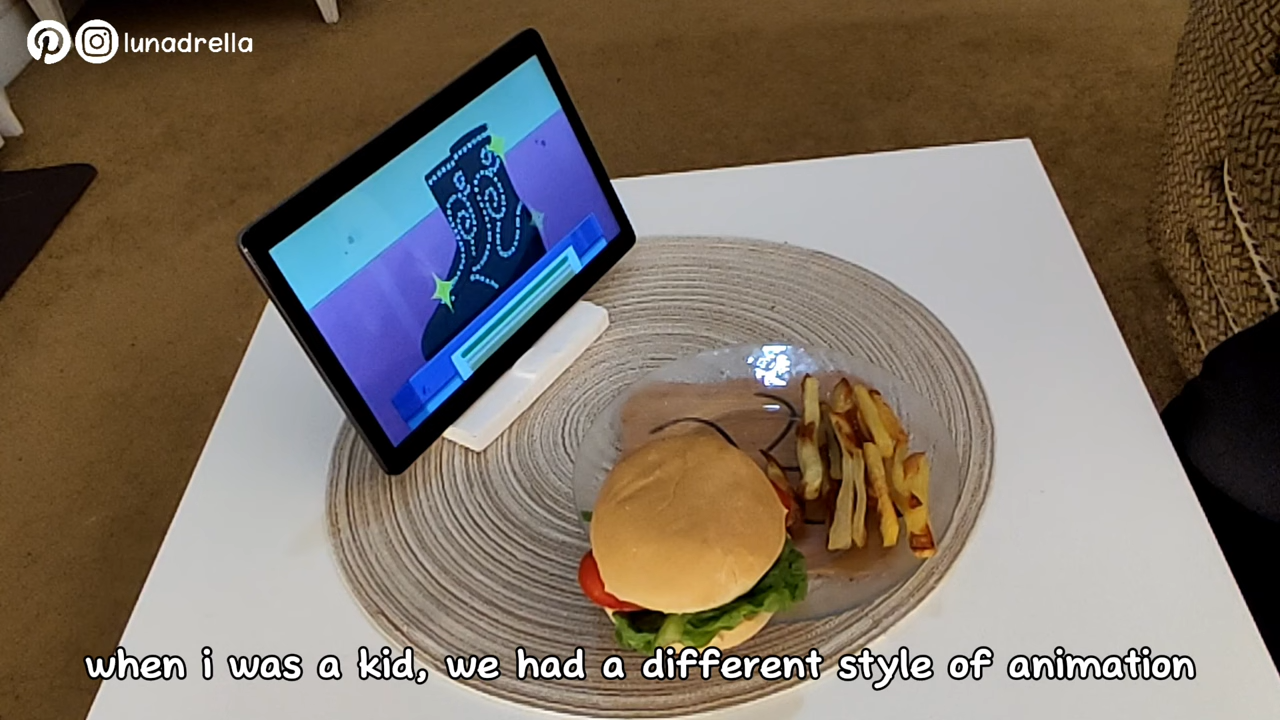 lunadrella
when i was a kid, we had a different style of animation